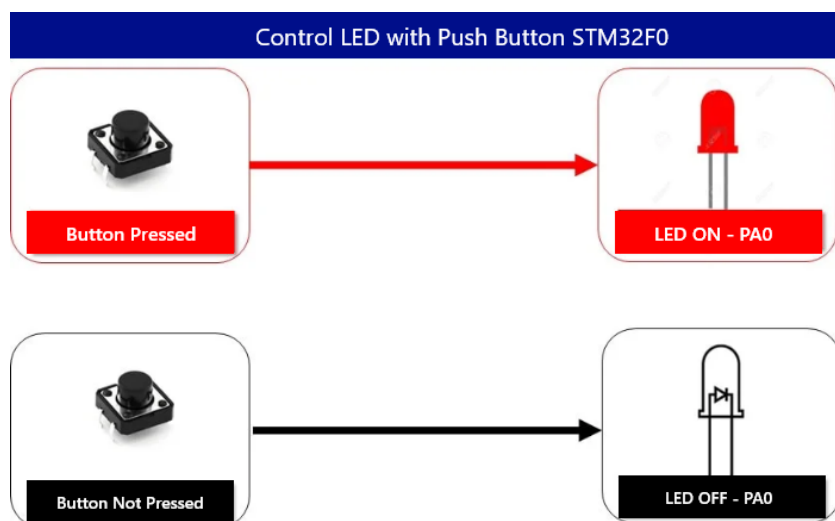 Control LED with Push Button STM32F0
Button Pressed
LED ON - PA0
Button Not Pressed
LED OFF - PA0